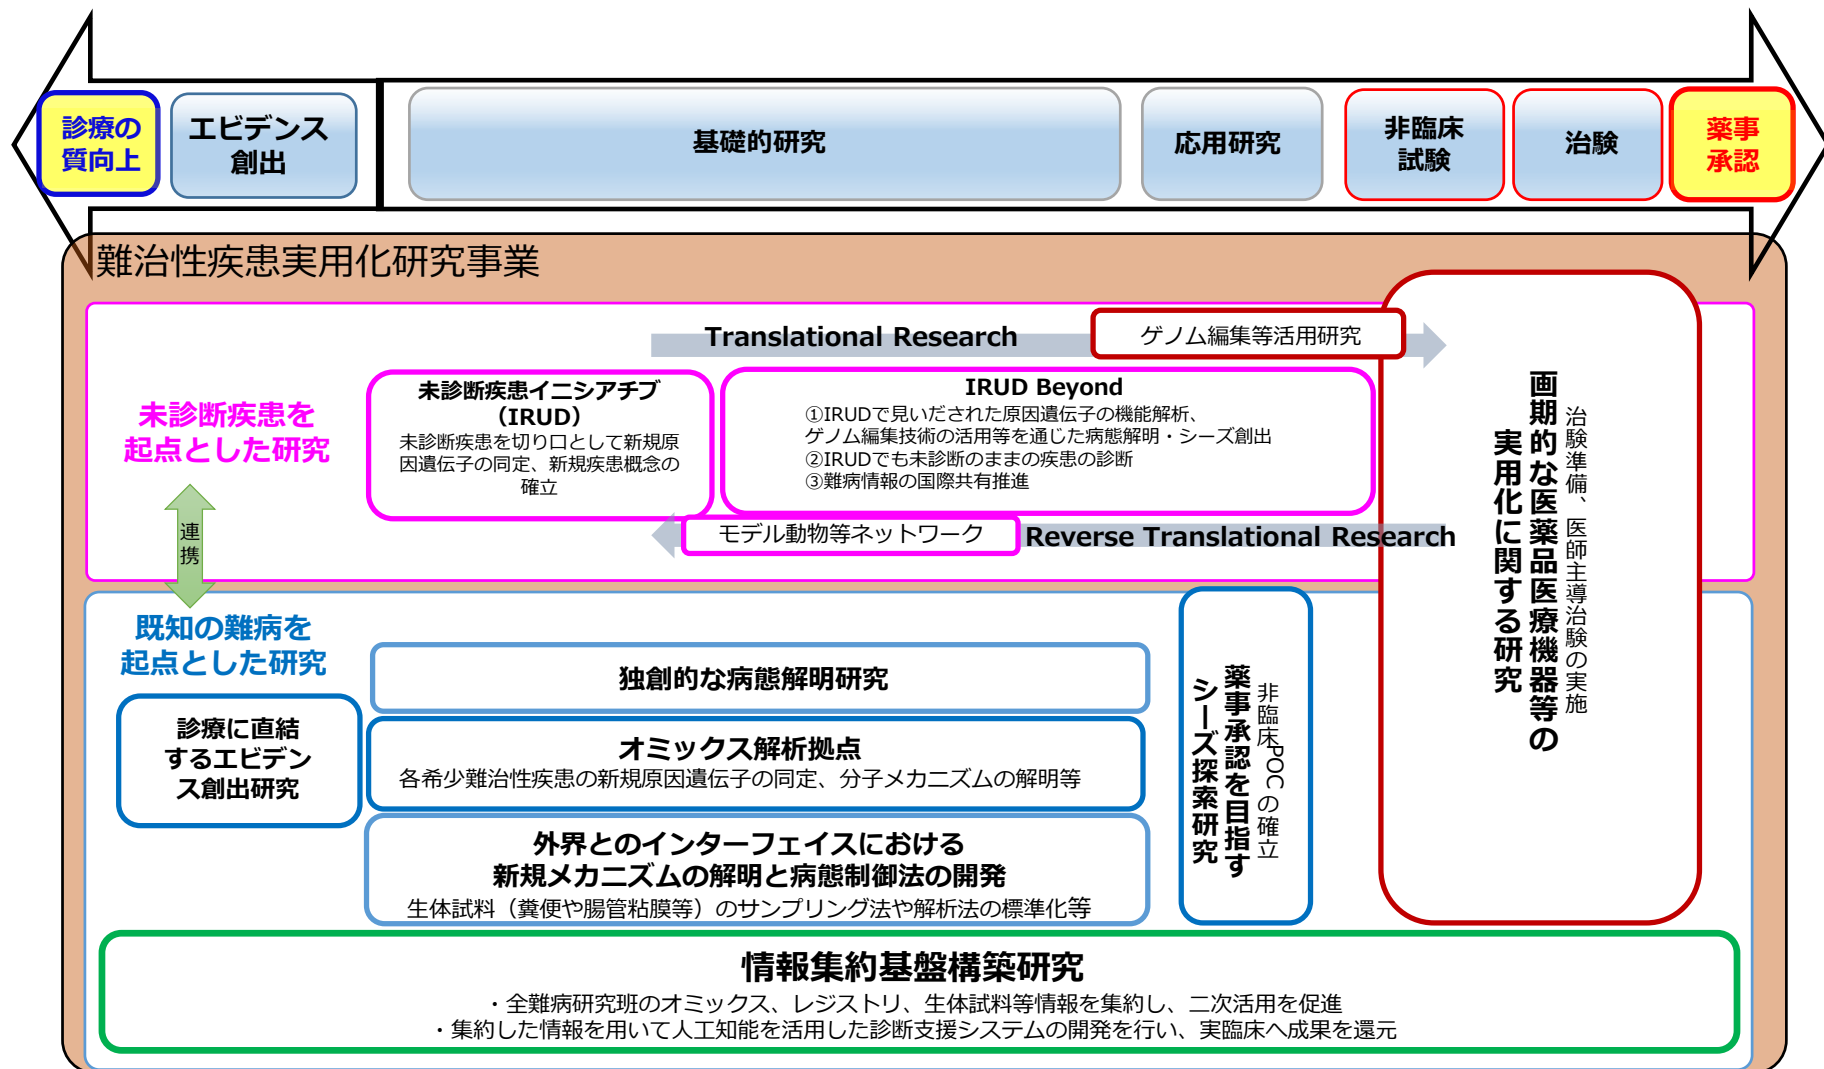 診療の
質向上
エビデンス
創出
基礎的研究
応用研究
非臨床
試験
治験
薬事
承認
難治性疾患実用化研究事業
Translational Research
ゲノム編集等活用研究
未診断疾患を
起点とした研究
未診断疾患イニシアチブ
（IRUD）
未診断疾患を切り口として新規原
因遺伝子の同定、新規疾患概念の
確立
IRUD Beyond
①IRUDで見いだされた原因遺伝子の機能解析、
ゲノム編集技術の活用等を通じた病態解明・シーズ創出
②IRUDでも未診断のままの疾患の診断
③難病情報の国際共有推進
モデル動物等ネットワーク
Reverse Translational Research
連携
画期的な医薬品医療機器等の
実用化に関する研究
治験準備、医師主導治験の実施
既知の難病を
起点とした研究
診療に直結
するエビデン
ス創出研究
独創的な病態解明研究
オミックス解析拠点
各希少難治性疾患の新規原因遺伝子の同定、分子メカニズムの解明等
外界とのインターフェイスにおける
新規メカニズムの解明と病態制御法の開発
生体試料（糞便や腸管粘膜等）のサンプリング法や解析法の標準化等
薬事承認を目指す
シーズ探索研究
非臨床POCの確立
情報集約基盤構築研究
・全難病研究班のオミックス、レジストリ、生体試料等情報を集約し、二次活用を促進
・集約した情報を用いて人工知能を活用した診断支援システムの開発を行い、実臨床へ成果を還元